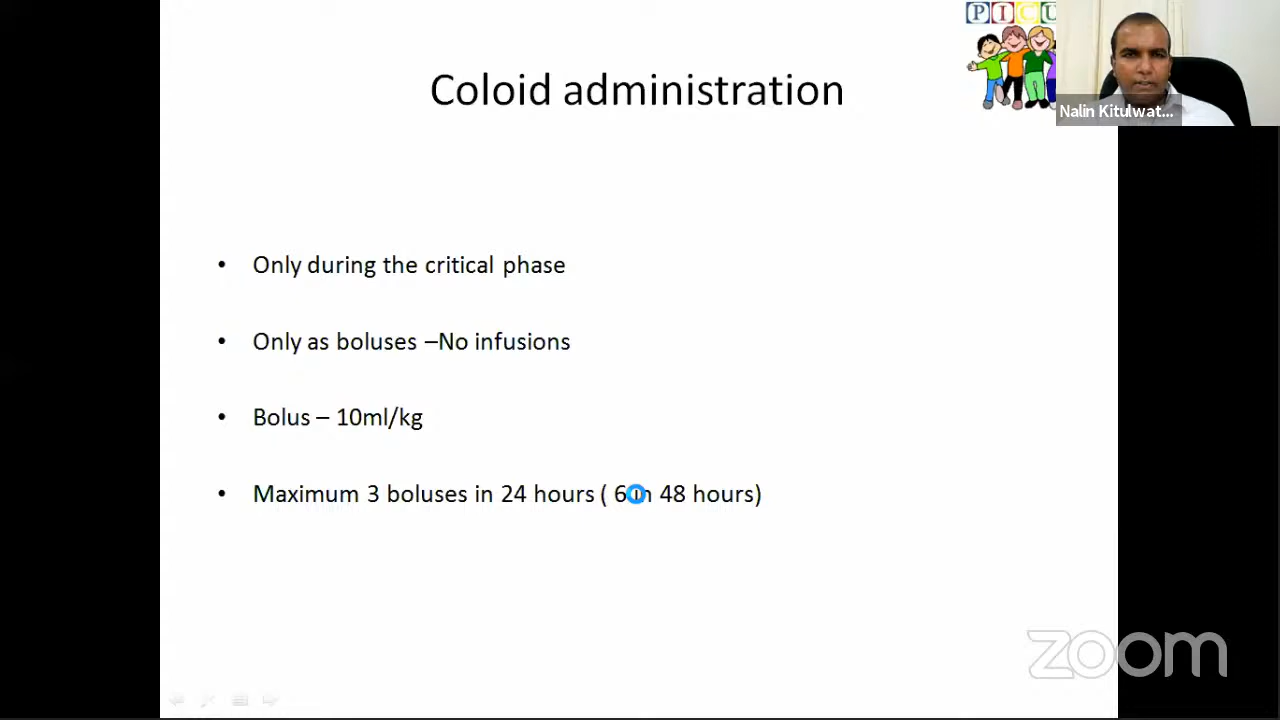 PICU
Coloid administration
Nalin Kitulwat...
• Only during the critical phase
• Only as boluses –No infusions
• Bolus – 10ml/kg
• Maximum 3 boluses in 24 hours ( 6 in 48 hours)
zoom